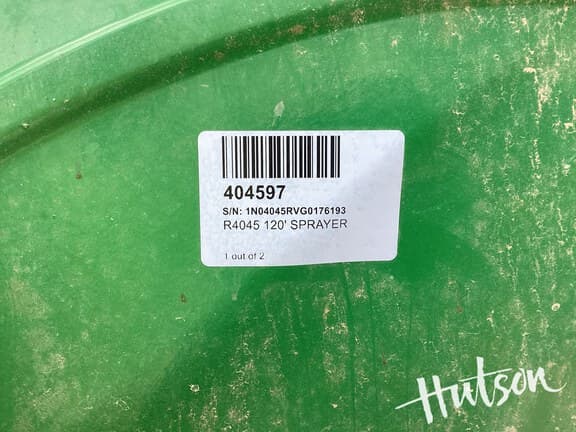 404597
S/N: 1N04045RVG0176193
R4045 120' SPRAYER
1 out of 2
Hutson